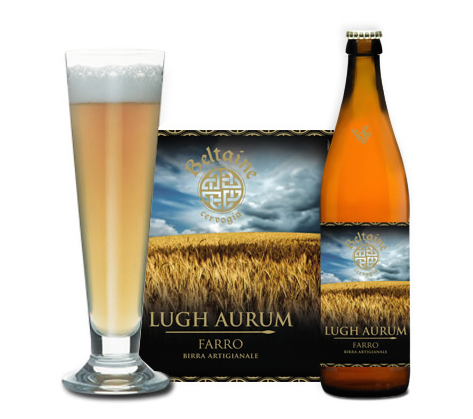 Beltaine
cervogia
LUGH AURUM
FARRO
BIRRA ARTIGIANALE
Beltaine
cervogia
LUGH AURUM
FARRO
BIRRA ARTIGIANALE